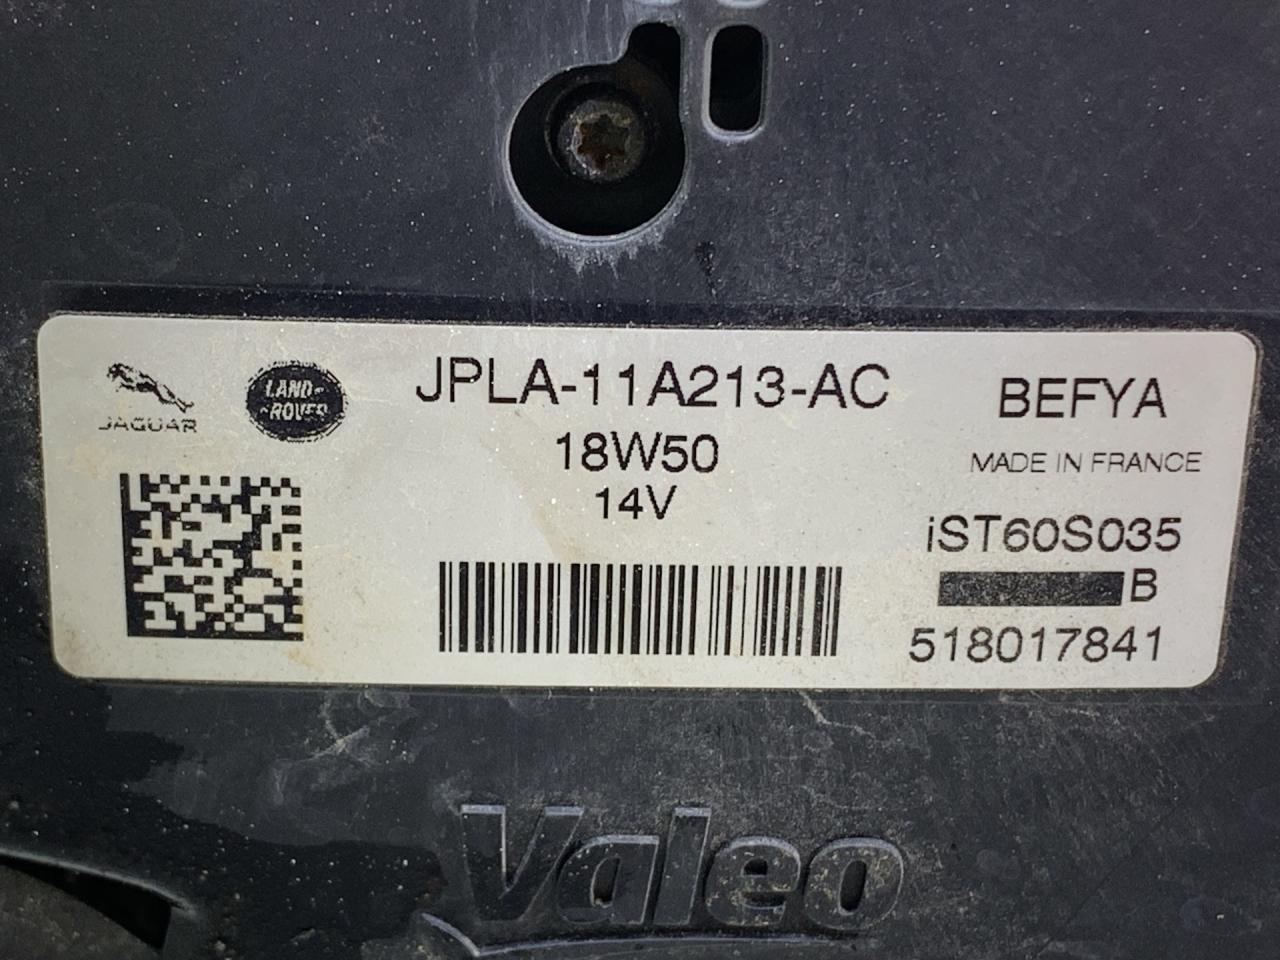 JAGUAR
LAND-
-ROVER
JPLA-11A213-AC
18W50
14V
BEFYA
MADE IN FRANCE
iST60S035
B
518017841
Valeo